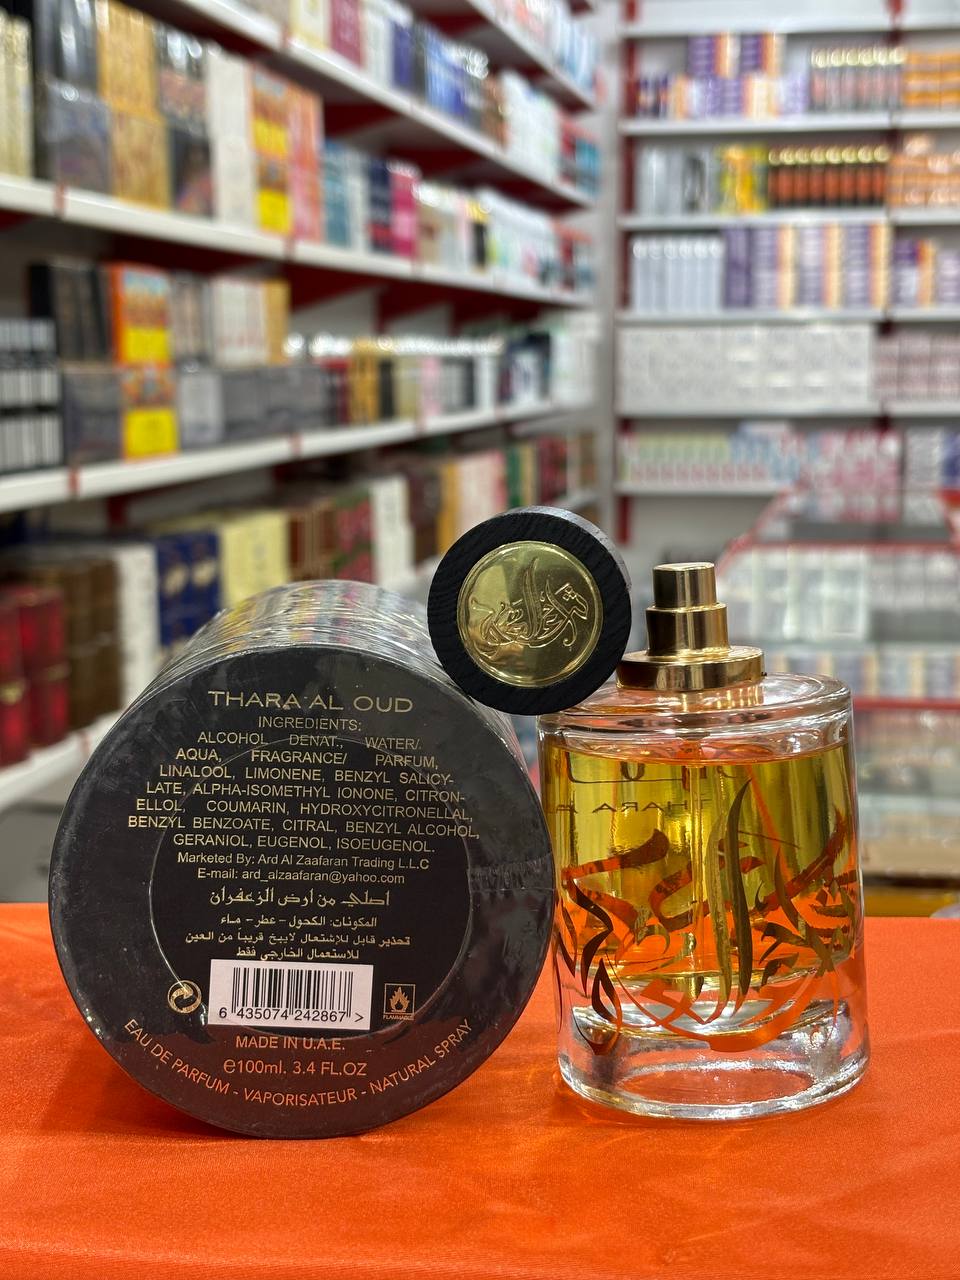 THARA'AL OUD
INGREDIENTS:
ALCOHOL DENAT., WATER/
AQUA, FRAGRANCE/ PARFUM,
LINALOOL, LIMONENE, BENZYL SALICY-
LATE, ALPHA-ISOMETHYL IONONE, CITRON-
ELLOL, COUMARIN, HYDROXYCITRONELLAL,
BENZYL BENZOATE, CITRAL, BENZYL ALCOHOL,
GERANIOL, EUGENOL, ISOEUGENOL.
Marketed By: Ard Al Zaafaran Trading L.L.C
E-mail: ard_alzaafaran@yahoo.com
اصلي من ارض الزعفران
المكونات: الكحول – عطر – ماء
تحذير قابل للإشتعال لايبخ قريباً من العين
للاستعمال الخارجي فقط
6 435074 242867 >
FLAMMABLE
MADE IN U.A.E.
℮100ml. 3.4 FL.OZ
EAU DE PARFUM - VAPORISATEUR - NATURAL SPRAY
THARA